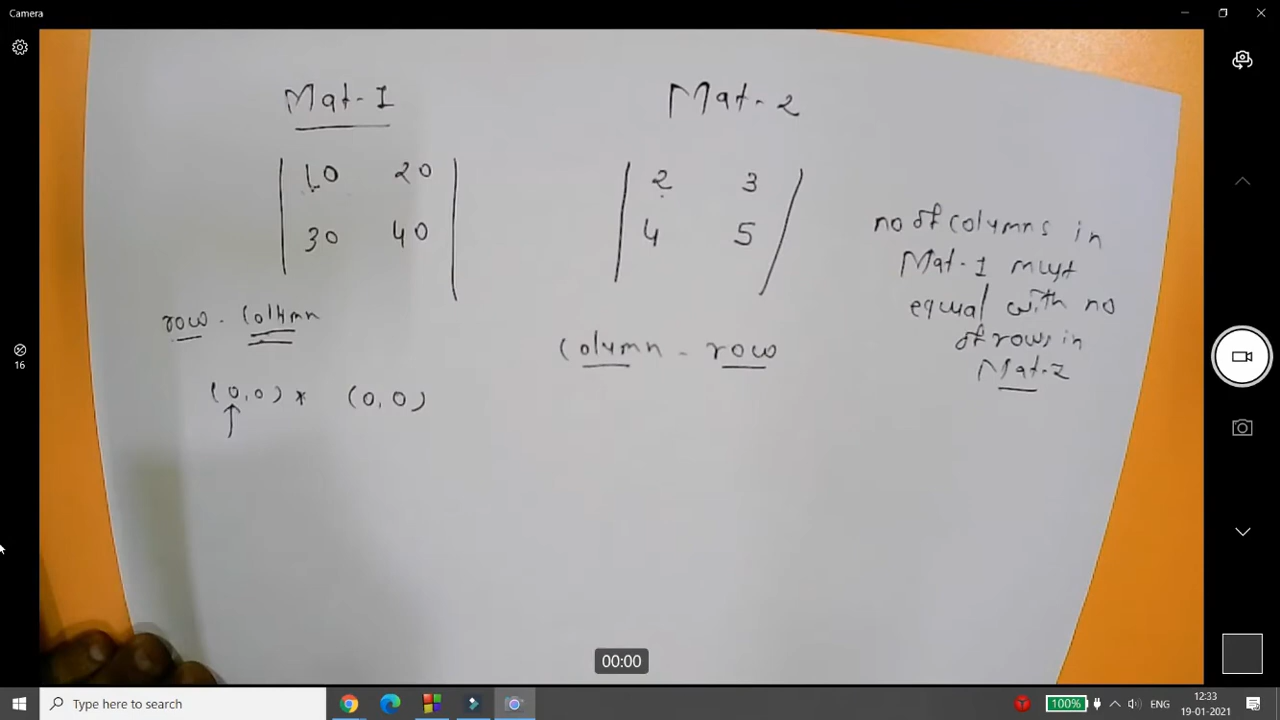 Camera
Mat-1
Mat-2
10 20
30 40
2 3
4 5
no of columns in
Mat-1 must
equal with no
of rows in
Mat-2
row - column
column - row
(0,0) * (0,0)
16
00:00
Type here to search
100%
ENG
12:33
19-01-2021